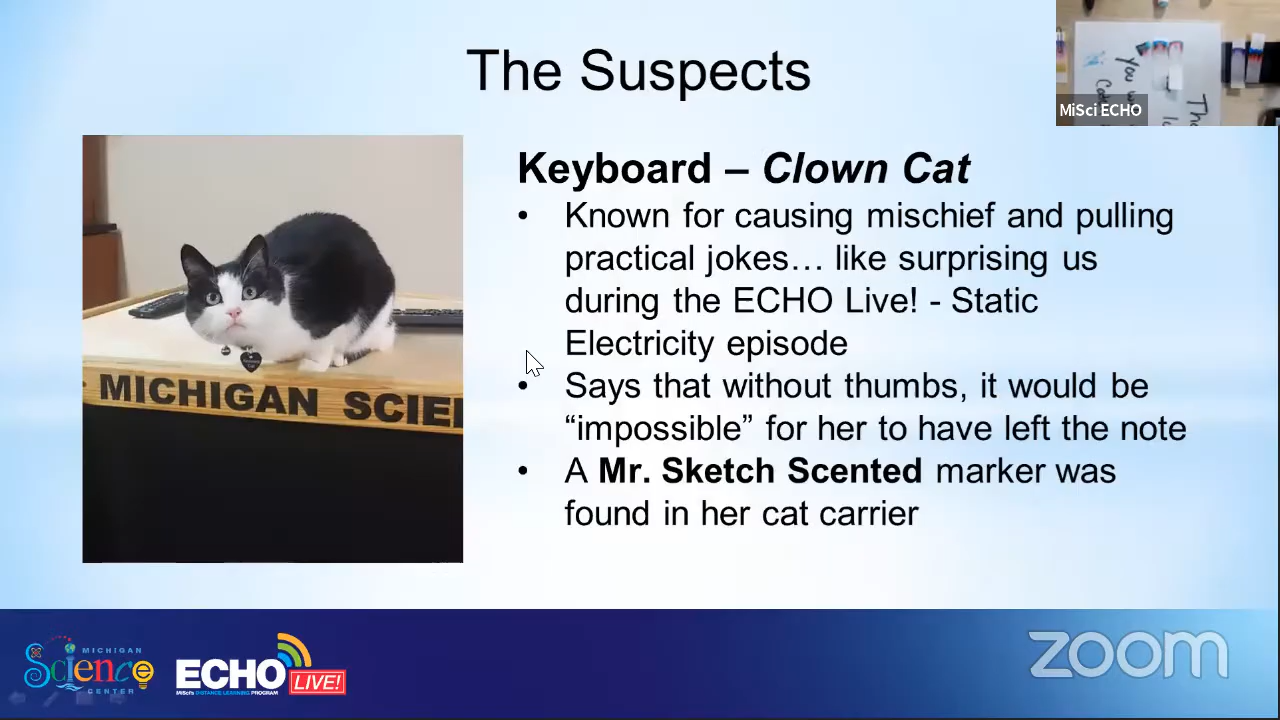 The Suspects
MiSci ECHO
Keyboard – Clown Cat
• Known for causing mischief and pulling
practical jokes… like surprising us
during the ECHO Live! - Static
Electricity episode
• Says that without thumbs, it would be
“impossible” for her to have left the note
• A Mr. Sketch Scented marker was
found in her cat carrier
MICHIGAN SCIE
MICHIGAN
Science
CENTER
ECHO
LIVE!
MiSci's DISTANCE LEARNING PROGRAM
zoom